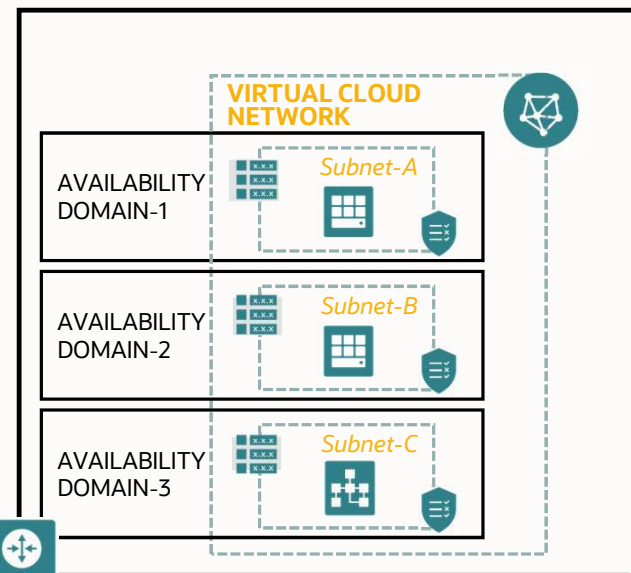 VIRTUAL CLOUD
NETWORK
AVAILABILITY
DOMAIN-1
x.x.x
x.x.x
x.x.x
Subnet-A
AVAILABILITY
DOMAIN-2
x.x.x
x.x.x
x.x.x
Subnet-B
AVAILABILITY
DOMAIN-3
x.x.x
x.x.x
x.x.x
Subnet-C